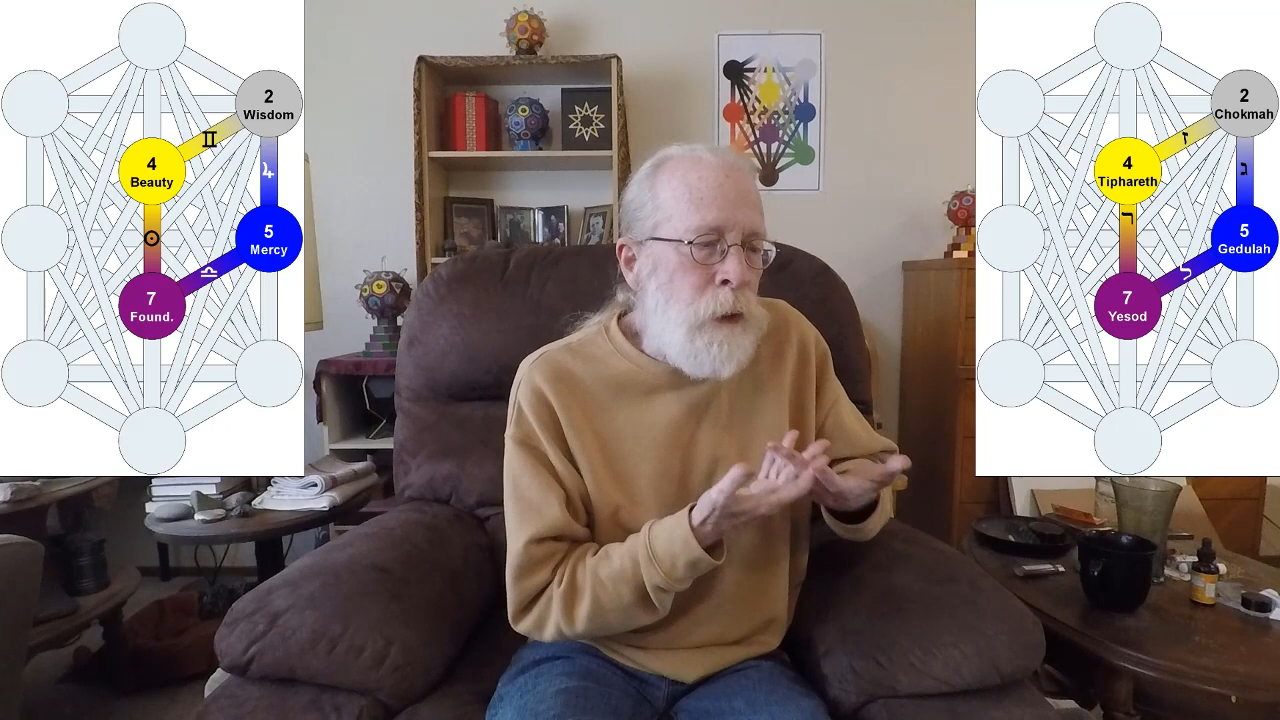 2
Wisdom
♊
4
Beauty
♃
5
Mercy
☉
♎
7
Found.
2
Chokmah
ז
4
Tiphareth
ג
ר
5
Gedulah
ל
7
Yesod